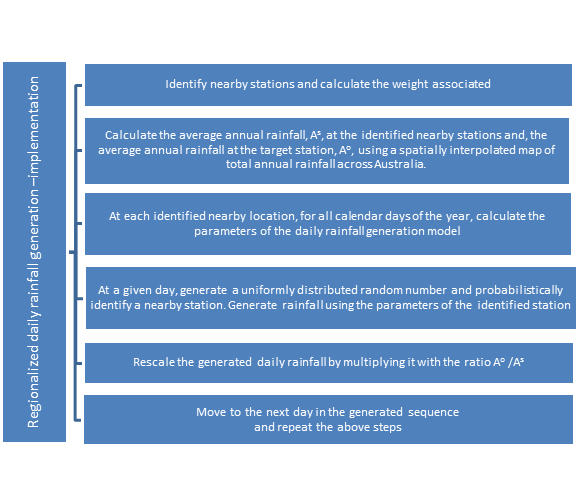 Regionalized daily rainfall generation –implementation
Identify nearby stations and calculate the weight associated
Calculate the average annual rainfall, Aˢ, at the identified nearby stations and, the
average annual rainfall at the target station, Aᴼ, using a spatially interpolated map of
total annual rainfall across Australia.
At each identified nearby location, for all calendar days of the year, calculate the
parameters of the daily rainfall generation model
At a given day, generate a uniformly distributed random number and probabilistically
identify a nearby station. Generate rainfall using the parameters of the identified station
Rescale the generated daily rainfall by multiplying it with the ratio Aᴼ /Aˢ
Move to the next day in the generated sequence
and repeat the above steps